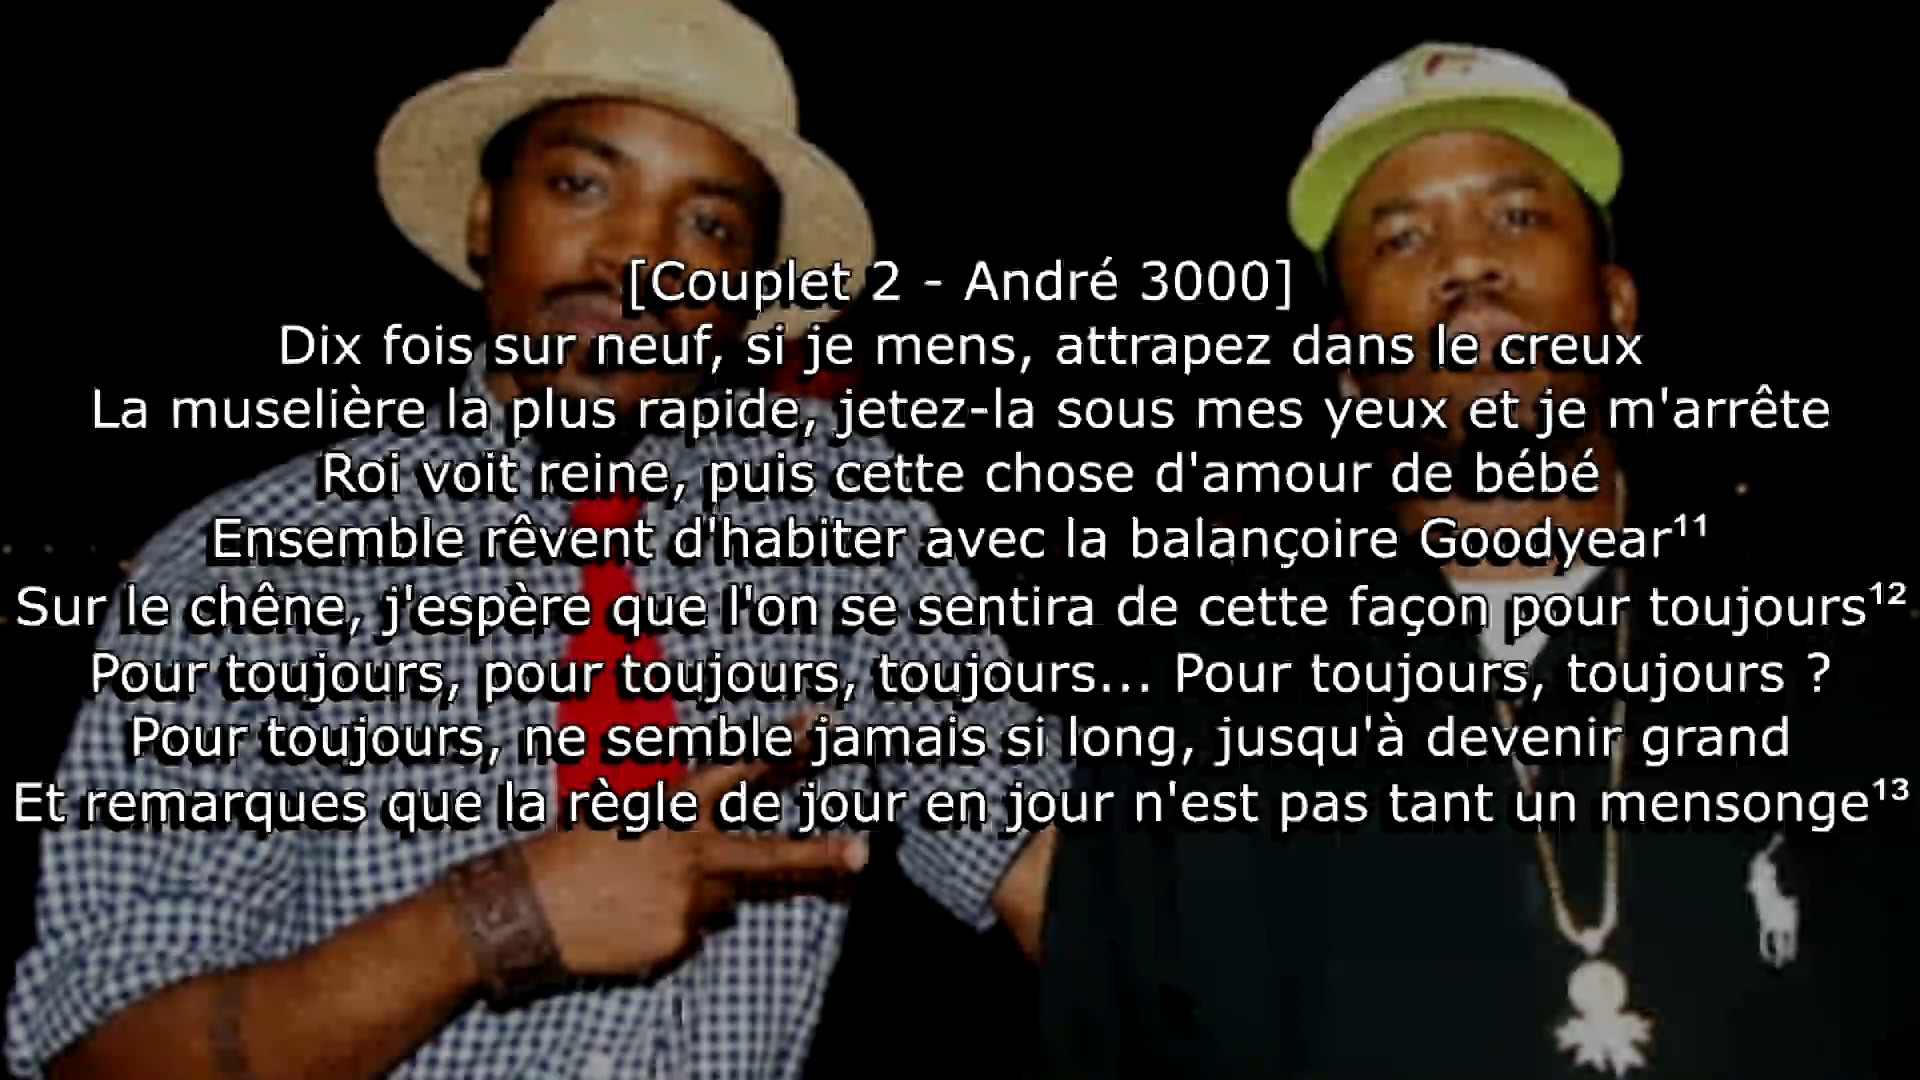 [Couplet 2 - André 3000]
Dix fois sur neuf, si je mens, attrapez dans le creux
La muselière la plus rapide, jetez-la sous mes yeux et je m'arrête
Roi voit reine, puis cette chose d'amour de bébé
Ensemble rêvent d'habiter avec la balançoire Goodyear¹¹
Sur le chêne, j'espère que l'on se sentira de cette façon pour toujours¹²
Pour toujours, pour toujours, toujours... Pour toujours, toujours ?
Pour toujours, ne semble jamais si long, jusqu'à devenir grand
Et remarques que la règle de jour en jour n'est pas tant un mensonge¹³